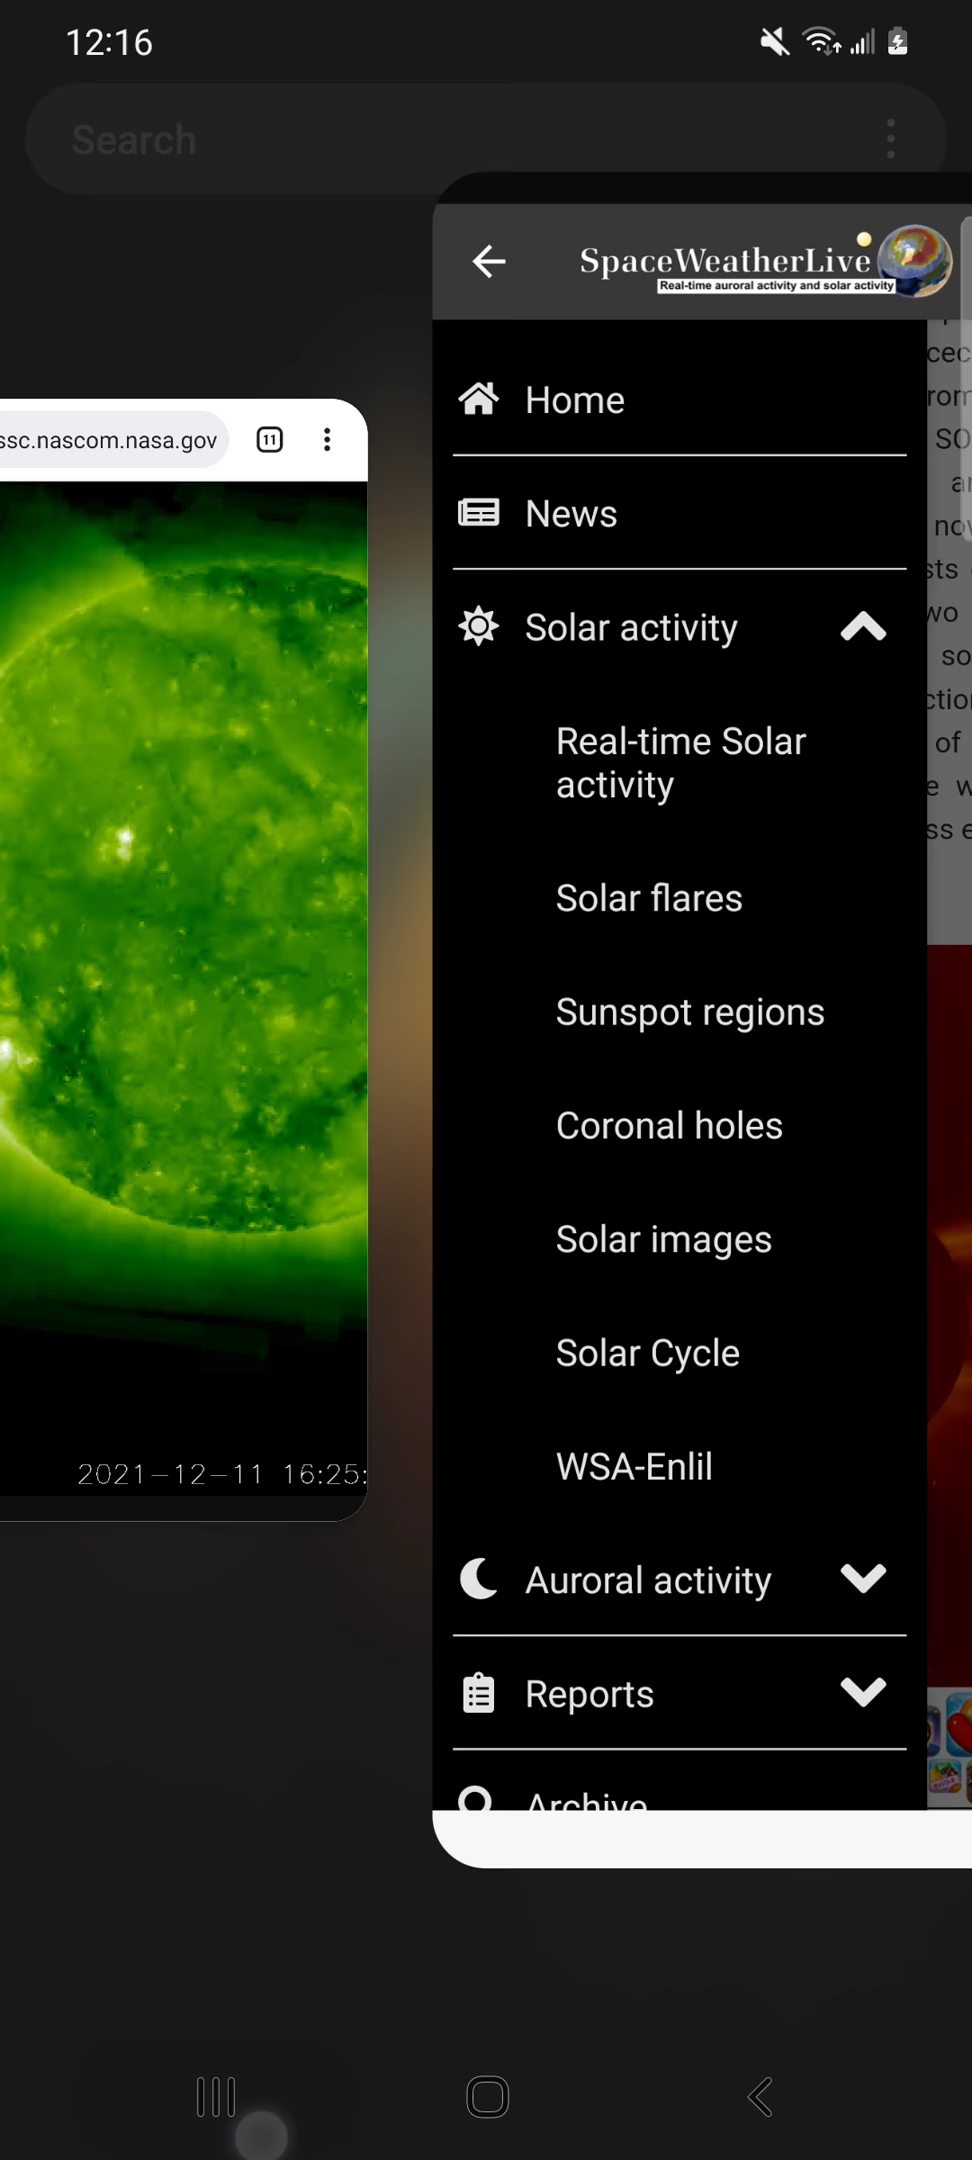 12:16
Search
SpaceWeatherLive
Real-time auroral activity and solar activity
Home
ssc.nascom.nasa.gov
11
News
Solar activity
Real-time Solar
activity
Solar flares
Sunspot regions
Coronal holes
Solar images
Solar Cycle
WSA-Enlil
2021-12-11 16:25:
Auroral activity
Reports
Archive